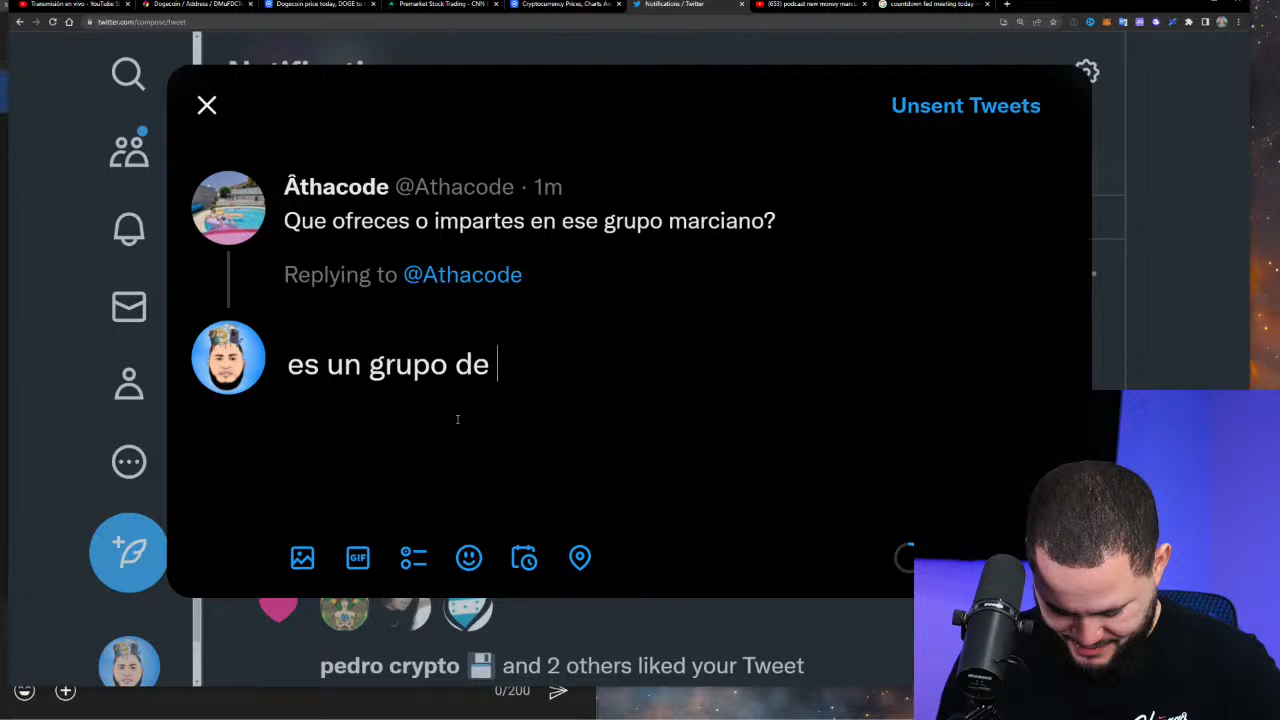 Transmisión en vivo - YouTube S
Dogecoin / Address / DMuFDCT
Dogecoin price today, DOGE to
Premarket Stock Trading - CNN
Cryptocurrency Prices, Charts An
Notifications / Twitter
(653) podcast new money marci
countdown fed meeting today -
twitter.com/compose/tweet
Unsent Tweets
Âthacode @Athacode · 1m
Que ofreces o impartes en ese grupo marciano?
Replying to @Athacode
es un grupo de
GIF
pedro crypto 💾 and 2 others liked your Tweet
0/200